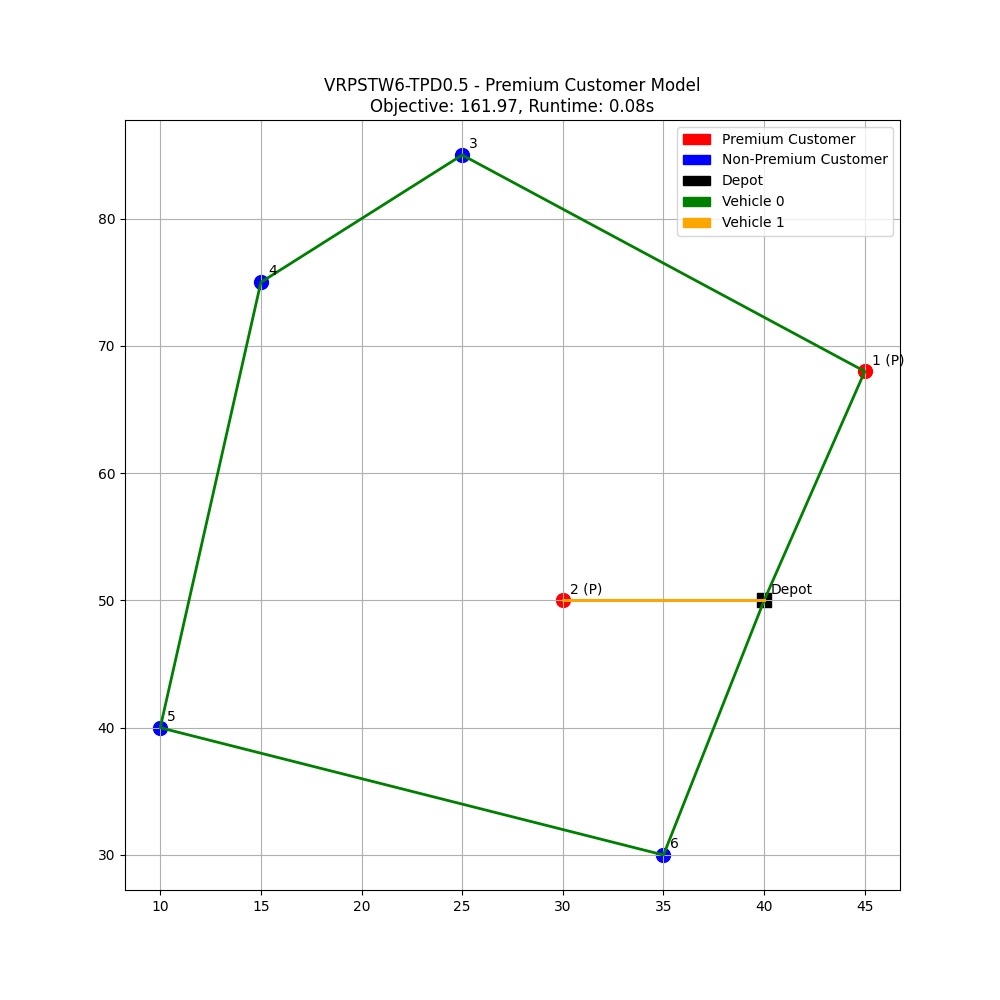 VRPSTW6-TPD0.5 - Premium Customer Model
Objective: 161.97, Runtime: 0.08s
Premium Customer
Non-Premium Customer
Depot
Vehicle 0
Vehicle 1
3
4
1 (P)
2 (P)
Depot
5
6
80
70
60
50
40
30
10 15 20 25 30 35 40 45